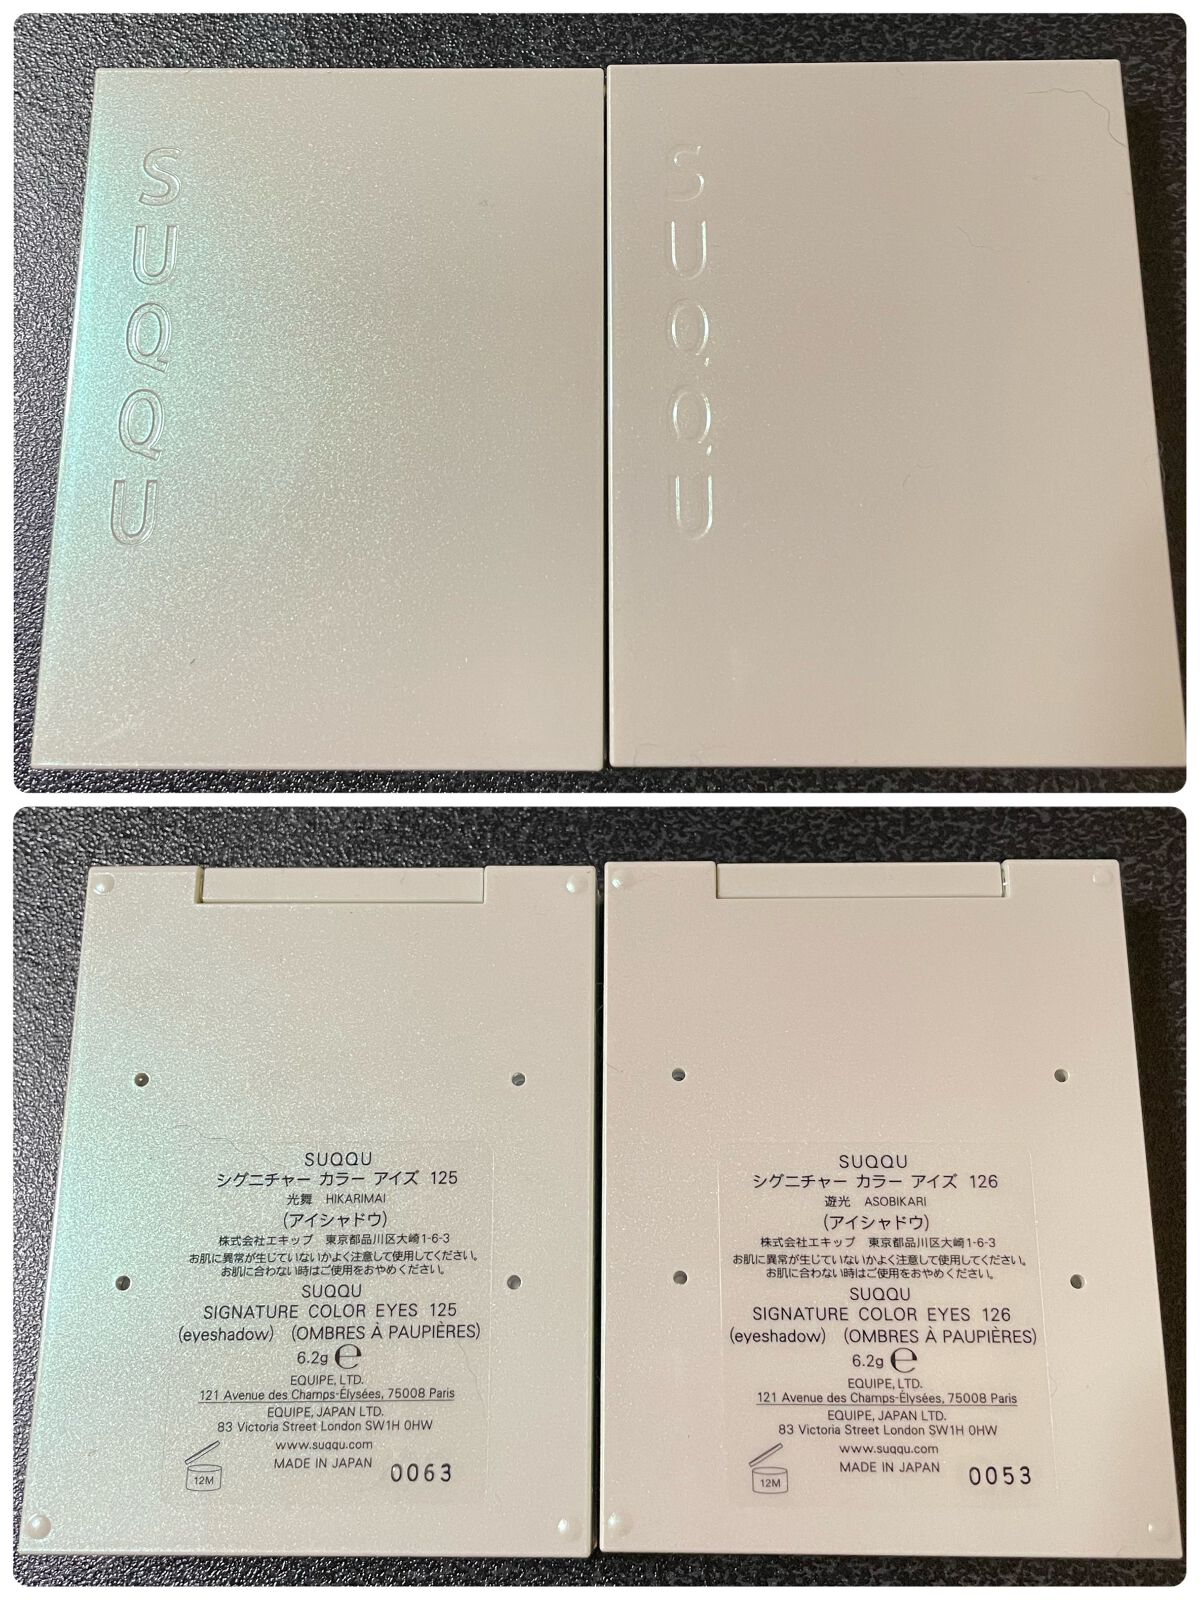 SUQQU
SUQQU
SUQQU
シグニチャー カラー アイズ 125
光舞 HIKARIMAI
(アイシャドウ)
株式会社エキップ 東京都品川区大崎1-6-3
お肌に異常が生じていないかよく注意して使用してください。
お肌に合わない時はご使用をおやめください。
SUQQU
SIGNATURE COLOR EYES 125
(eyeshadow) (OMBRES À PAUPIÈRES)
6.2g ℮
EQUIPE, LTD.
121 Avenue des Champs-Élysées, 75008 Paris
EQUIPE, JAPAN LTD.
83 Victoria Street London SW1H 0HW
www.suqqu.com
MADE IN JAPAN 0063
12M
SUQQU
シグニチャー カラー アイズ 126
遊光 ASOBIKARI
(アイシャドウ)
株式会社エキップ 東京都品川区大崎1-6-3
お肌に異常が生じていないかよく注意して使用してください。
お肌に合わない時はご使用をおやめください。
SUQQU
SIGNATURE COLOR EYES 126
(eyeshadow) (OMBRES À PAUPIÈRES)
6.2g ℮
EQUIPE, LTD.
121 Avenue des Champs-Élysées, 75008 Paris
EQUIPE, JAPAN LTD.
83 Victoria Street London SW1H 0HW
www.suqqu.com
MADE IN JAPAN 0053
12M